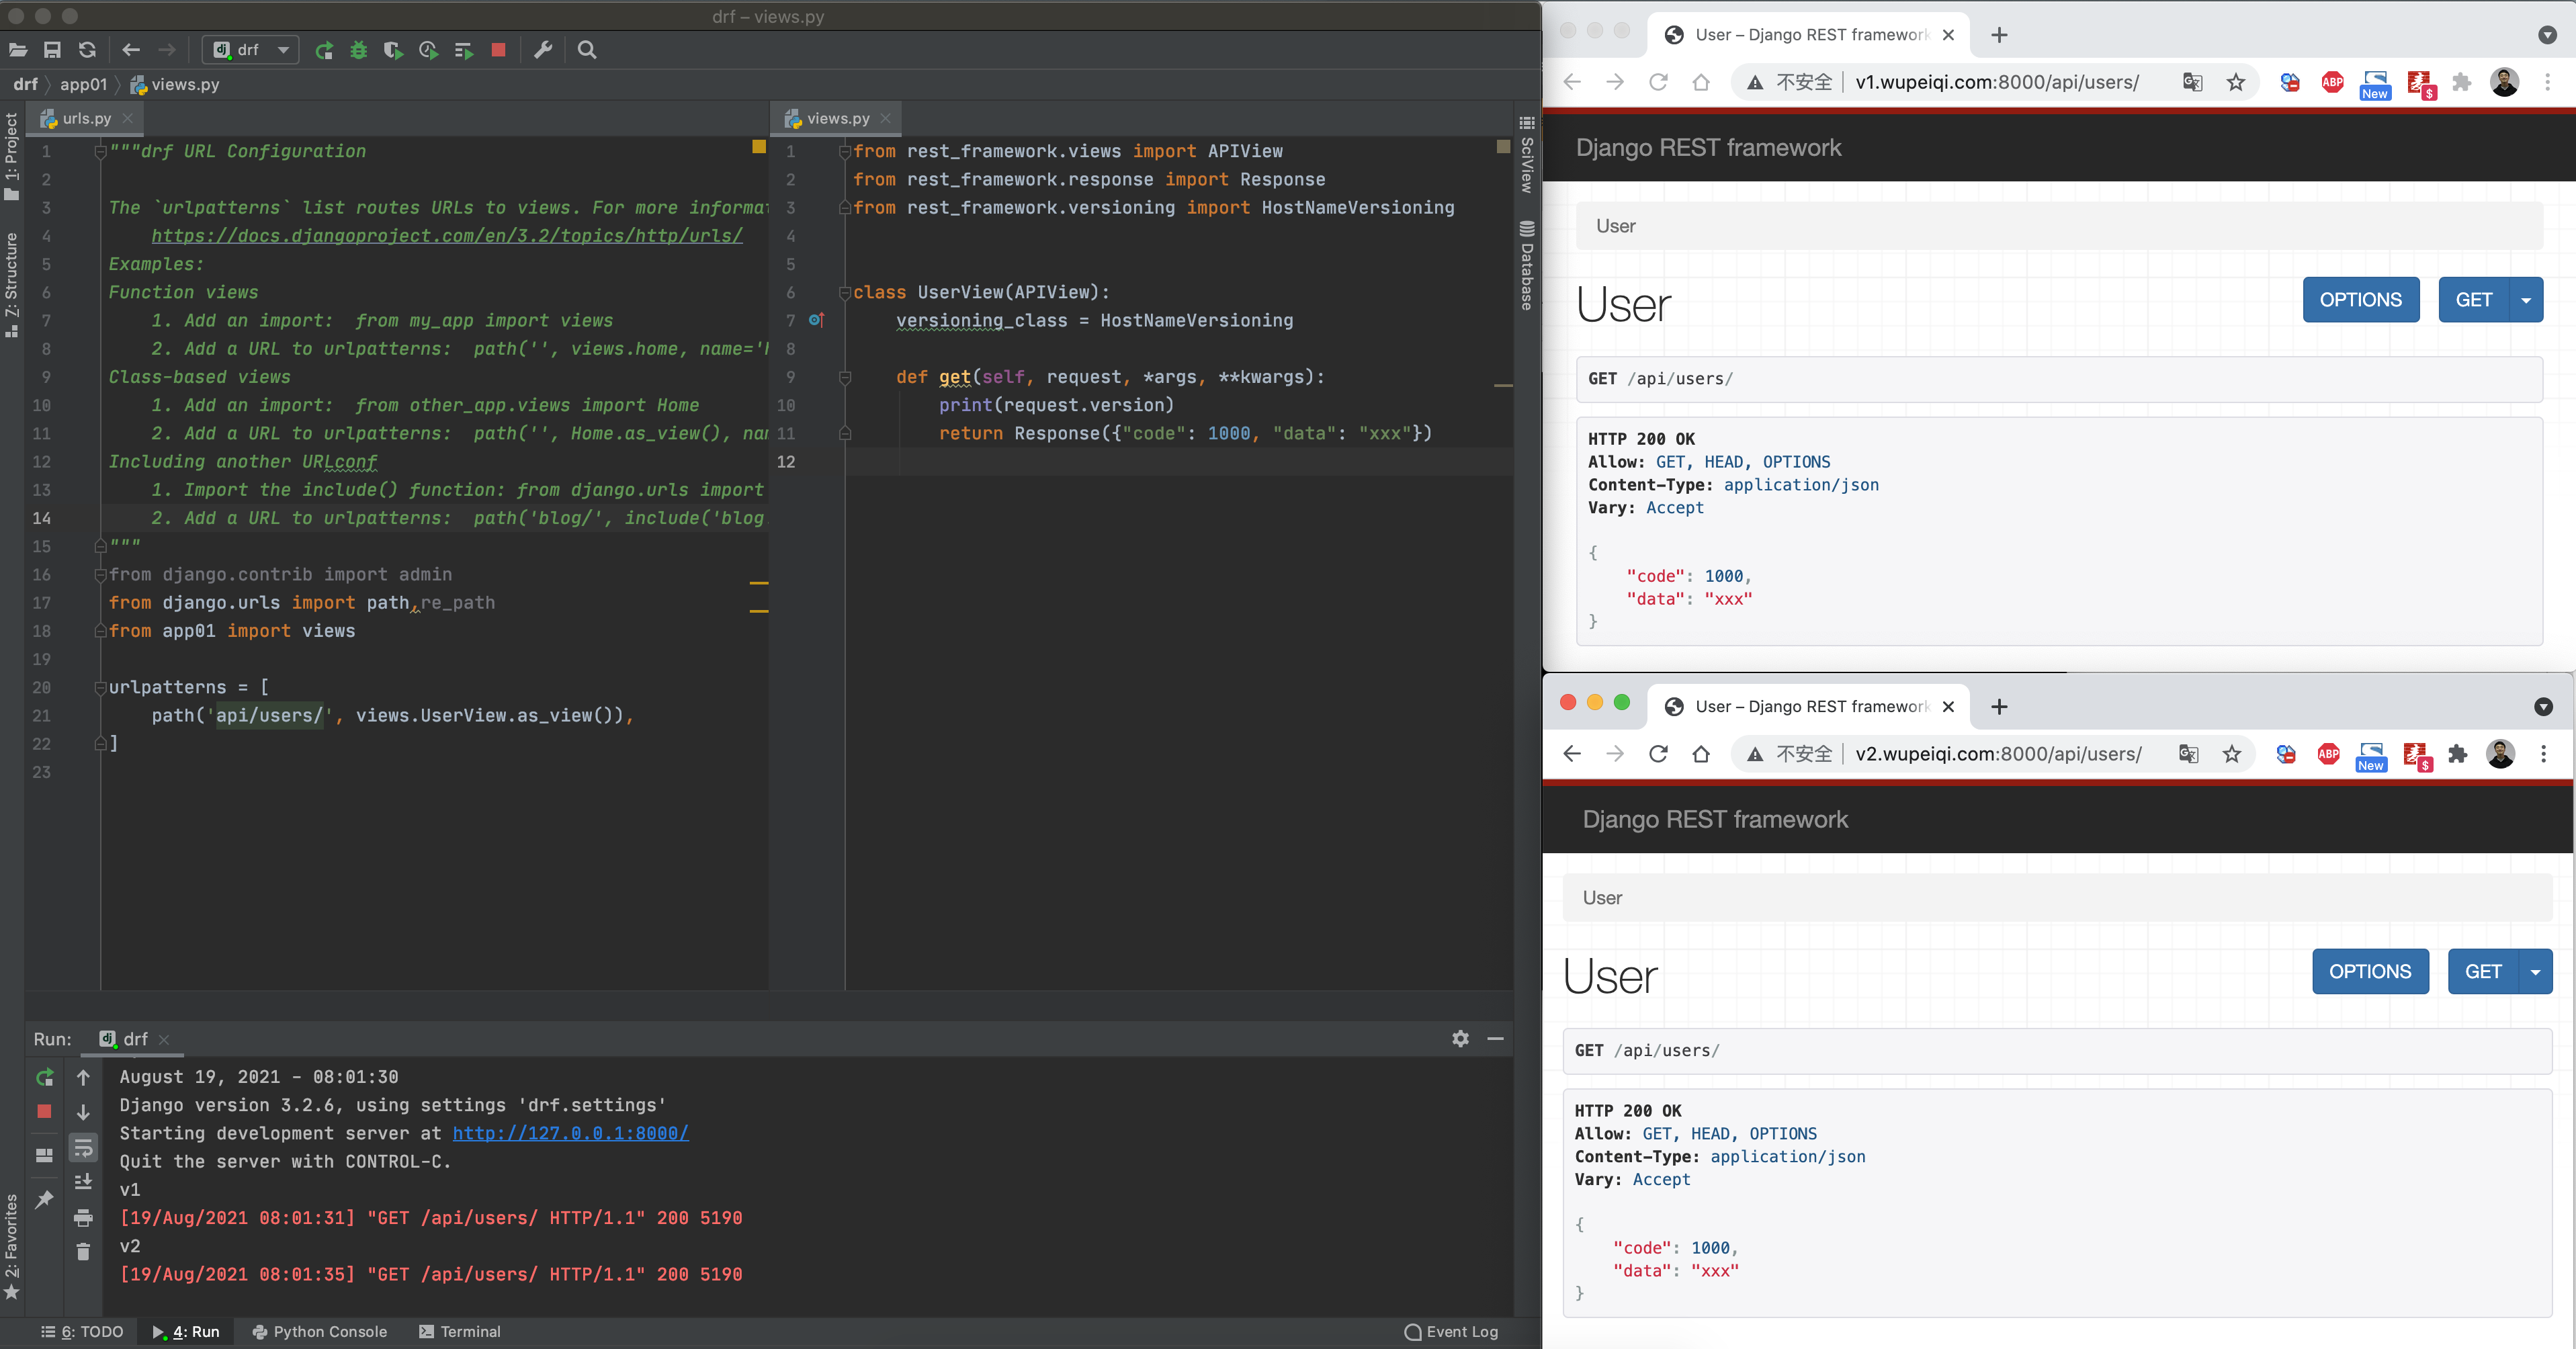 drf – views.py
drf
drf
app01
views.py
1: Project
Z: Structure
2: Favorites
urls.py
1 """drf URL Configuration
2
3 The `urlpatterns` list routes URLs to views. For more informat
4 https://docs.djangoproject.com/en/3.2/topics/http/urls/
5 Examples:
6 Function views
7 1. Add an import:  from my_app import views
8 2. Add a URL to urlpatterns:  path('', views.home, name='h
9 Class-based views
10 1. Add an import:  from other_app.views import Home
11 2. Add a URL to urlpatterns:  path('', Home.as_view(), nam
12 Including another URLconf
13 1. Import the include() function: from django.urls import
14 2. Add a URL to urlpatterns:  path('blog/', include('blog.
15 """
16 from django.contrib import admin
17 from django.urls import path,re_path
18 from app01 import views
19
20 urlpatterns = [
21 path('api/users/', views.UserView.as_view()),
22 ]
23
views.py
1 from rest_framework.views import APIView
2 from rest_framework.response import Response
3 from rest_framework.versioning import HostNameVersioning
4
5
6 class UserView(APIView):
7 versioning_class = HostNameVersioning
8
9 def get(self, request, *args, **kwargs):
10 print(request.version)
11 return Response({"code": 1000, "data": "xxx"})
12
SciView
Database
Run: drf
August 19, 2021 - 08:01:30
Django version 3.2.6, using settings 'drf.settings'
Starting development server at http://127.0.0.1:8000/
Quit the server with CONTROL-C.
v1
[19/Aug/2021 08:01:31] "GET /api/users/ HTTP/1.1" 200 5190
v2
[19/Aug/2021 08:01:35] "GET /api/users/ HTTP/1.1" 200 5190
6: TODO
4: Run
Python Console
Terminal
Event Log
User – Django REST framework
不安全 v1.wupeiqi.com:8000/api/users/
ABP
New
$
Django REST framework
User
User
OPTIONS
GET
GET /api/users/
HTTP 200 OK
Allow: GET, HEAD, OPTIONS
Content-Type: application/json
Vary: Accept
{
"code": 1000,
"data": "xxx"
}
User – Django REST framework
不安全 v2.wupeiqi.com:8000/api/users/
ABP
New
$
Django REST framework
User
User
OPTIONS
GET
GET /api/users/
HTTP 200 OK
Allow: GET, HEAD, OPTIONS
Content-Type: application/json
Vary: Accept
{
"code": 1000,
"data": "xxx"
}